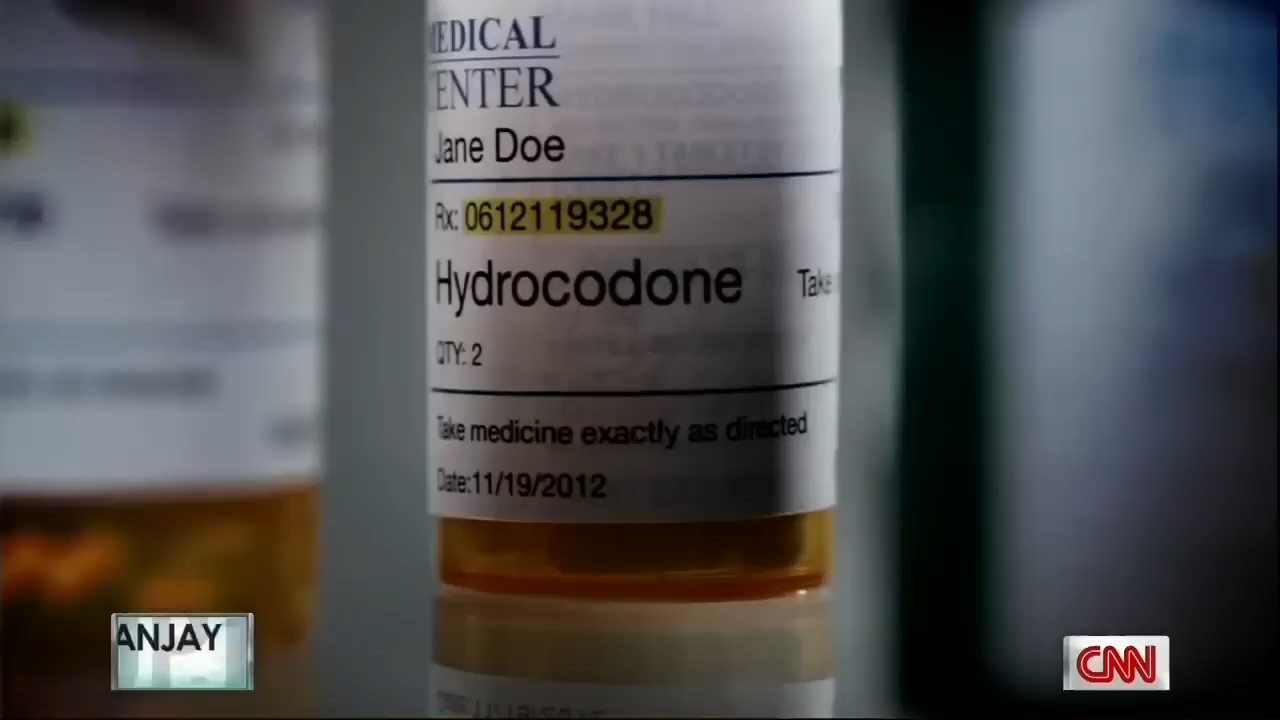 MEDICAL
CENTER
Jane Doe
Rx: 0612119328
Hydrocodone Take
QTY: 2
Take medicine exactly as directed
Date:11/19/2012
ANJAY
CNN